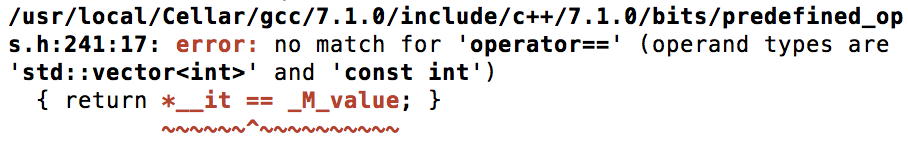 /usr/local/Cellar/gcc/7.1.0/include/c++/7.1.0/bits/predefined_op
s.h:241:17: error: no match for 'operator==' (operand types are
'std::vector<int>' and 'const int')
  { return *__it == _M_value; }
           ~~~~~~^~~~~~~~~~~